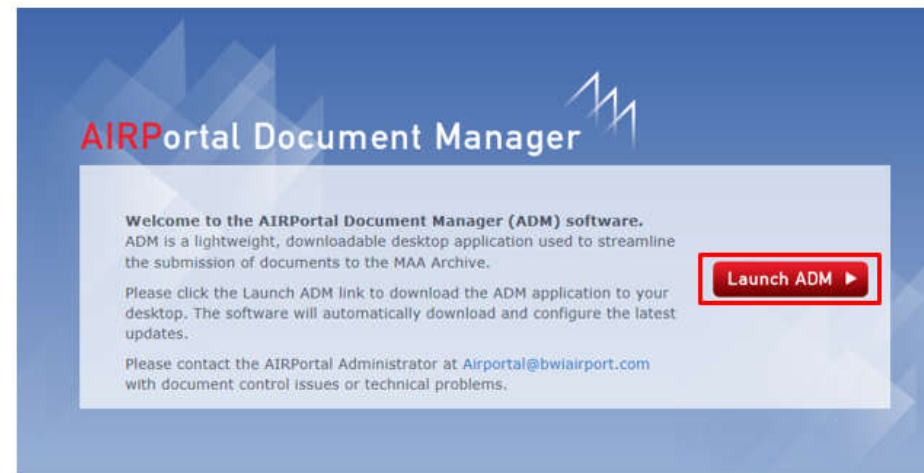 AIRPortal Document Manager
Welcome to the AIRPortal Document Manager (ADM) software.
ADM is a lightweight, downloadable desktop application used to streamline
the submission of documents to the MAA Archive.
Launch ADM
Please click the Launch ADM link to download the ADM application to your
desktop. The software will automatically download and configure the latest
updates.
Please contact the AIRPortal Administrator at Airportal@bwiairport.com
with document control issues or technical problems.